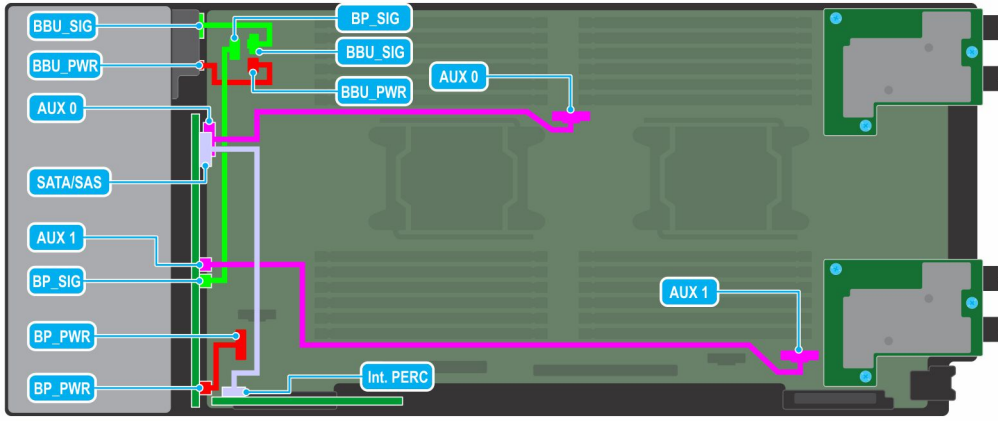 BBU_SIG
BP_SIG
BBU_SIG
BBU_PWR
BBU_PWR
AUX 0
AUX 0
SATA/SAS
AUX 1
BP_SIG
AUX 1
BP_PWR
BP_PWR
Int. PERC